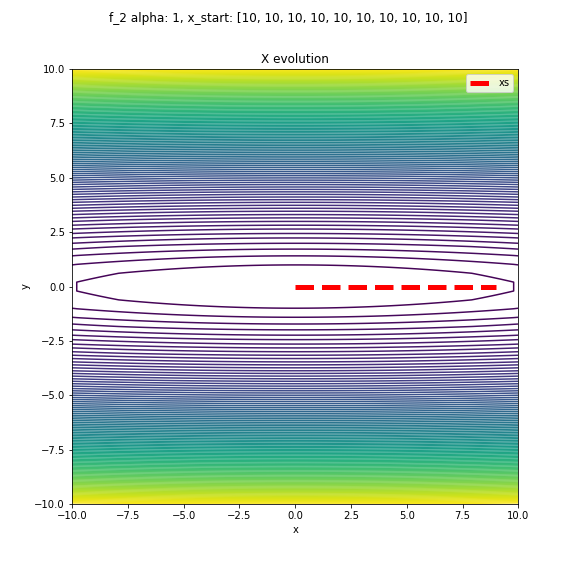 f_2 alpha: 1, x_start: [10, 10, 10, 10, 10, 10, 10, 10, 10, 10]
X evolution
xs
10.0
7.5
5.0
2.5
0.0
−2.5
−5.0
−7.5
−10.0
y
−10.0 −7.5 −5.0 −2.5 0.0 2.5 5.0 7.5 10.0
x